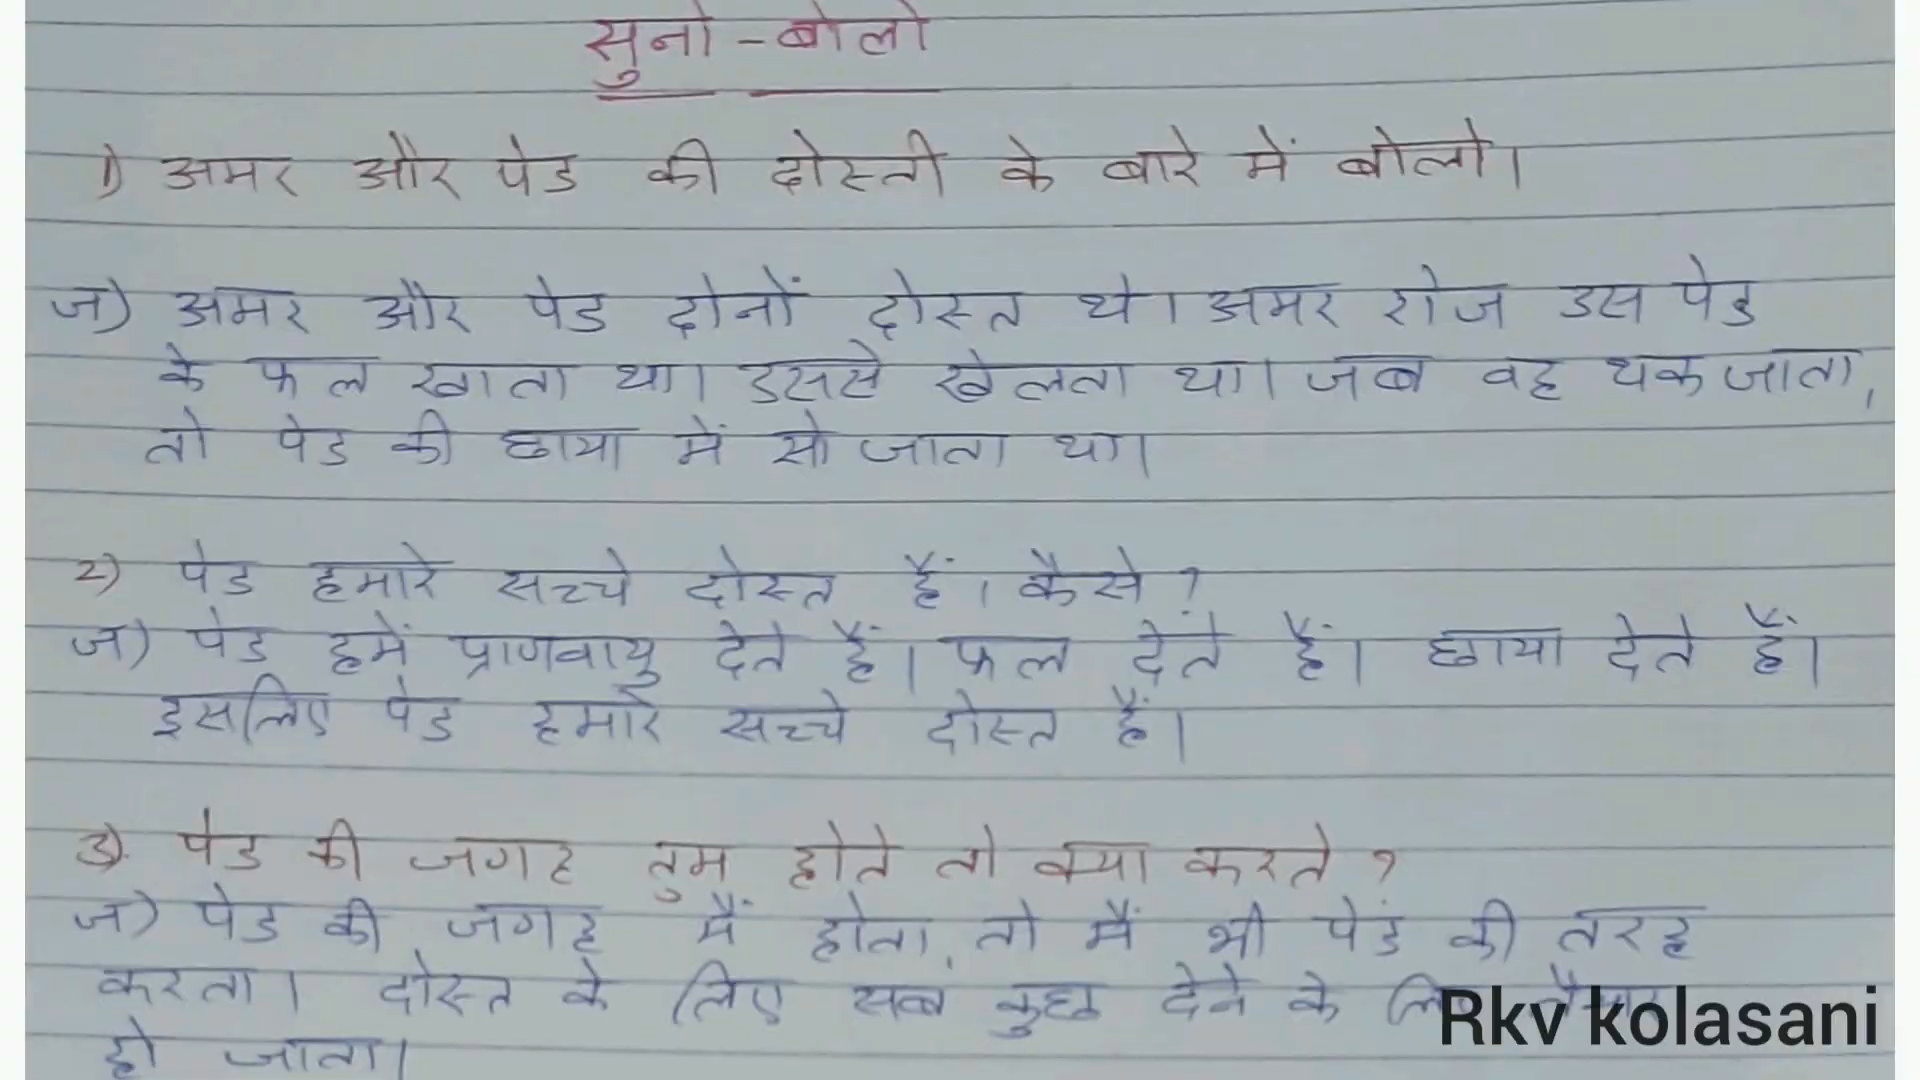 सुनो - बोलो
1) अमर और पेड की दोस्ती के बारे में बोलो।
ज) अमर और पेड दोनों दोस्त थे। अमर रोज उस पेड
के फल खाता था। उससे खेलता था। जब वह थक जाता,
तो पेड की छाया में सो जाता था।
2) पेड हमारे सच्चे दोस्त हैं। कैसे ?
ज) पेड हमें प्राणवायु देते हैं। फल देते हैं। छाया देते हैं।
इसलिए पेड हमारे सच्चे दोस्त हैं।
3) पेड की जगह तुम होते तो क्या करते ?
ज) पेड की जगह मैं होता, तो मैं भी पेड की तरह
करता। दोस्त के लिए सब कुछ देने के
हो जाता।
Rkv kolasani